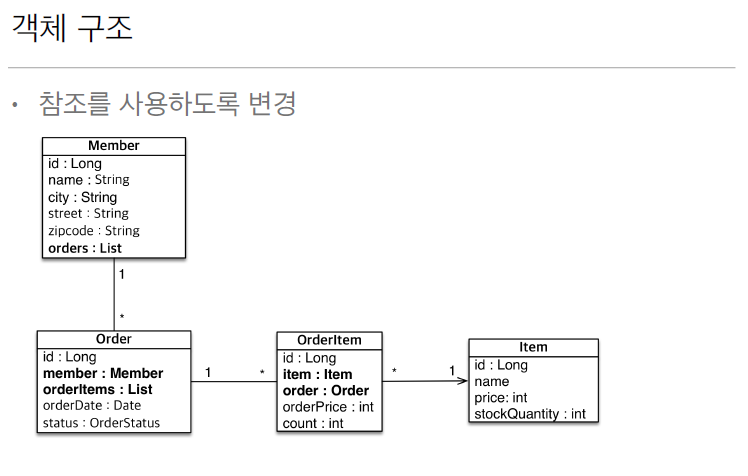 객체 구조
• 참조를 사용하도록 변경
Member
id : Long
name : String
city : String
street : String
zipcode : String
orders : List
1
*
Order
id : Long
member : Member
orderItems : List
orderDate : Date
status : OrderStatus
1
*
OrderItem
id : Long
item : Item
order : Order
orderPrice : int
count : int
*
1
Item
id : Long
name
price: int
stockQuantity : int